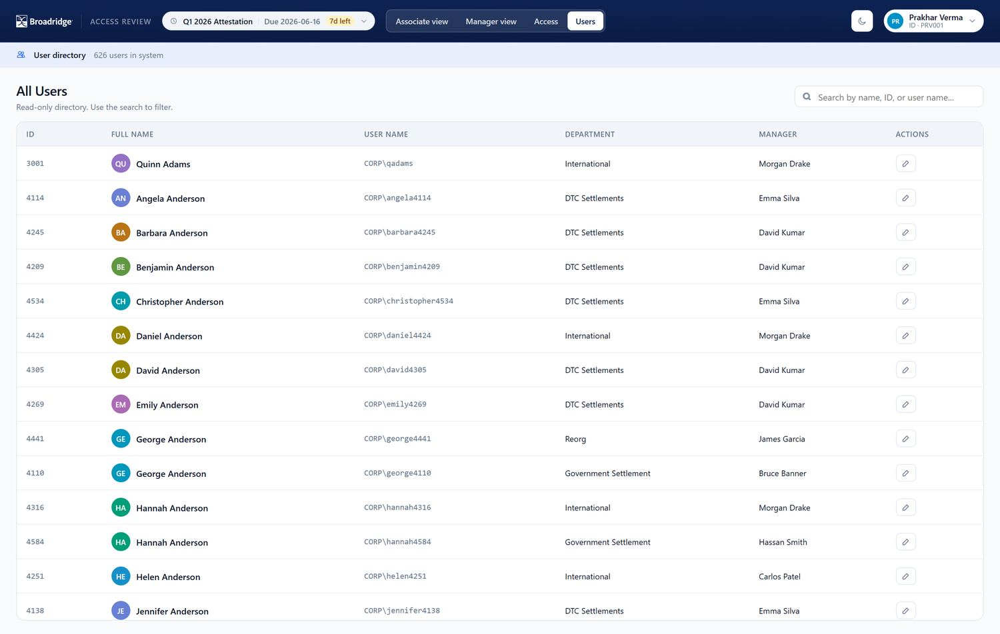 Broadridge
ACCESS REVIEW
Q1 2026 Attestation Due 2026-06-16 7d left
Associate view Manager view Access Users
PR Prakhar Verma
ID · PRV001
User directory 626 users in system
All Users
Read-only directory. Use the search to filter.
Search by name, ID, or user name...
ID FULL NAME USER NAME DEPARTMENT MANAGER ACTIONS
3001 QU Quinn Adams CORP\qadams International Morgan Drake
4114 AN Angela Anderson CORP\angela4114 DTC Settlements Emma Silva
4245 BA Barbara Anderson CORP\barbara4245 DTC Settlements David Kumar
4209 BE Benjamin Anderson CORP\benjamin4209 DTC Settlements David Kumar
4534 CH Christopher Anderson CORP\christopher4534 DTC Settlements Emma Silva
4424 DA Daniel Anderson CORP\daniel4424 International Morgan Drake
4305 DA David Anderson CORP\david4305 DTC Settlements David Kumar
4269 EM Emily Anderson CORP\emily4269 DTC Settlements David Kumar
4441 GE George Anderson CORP\george4441 Reorg James Garcia
4110 GE George Anderson CORP\george4110 Government Settlement Bruce Banner
4316 HA Hannah Anderson CORP\hannah4316 International Morgan Drake
4584 HA Hannah Anderson CORP\hannah4584 Government Settlement Hassan Smith
4251 HE Helen Anderson CORP\helen4251 International Carlos Patel
4138 JE Jennifer Anderson CORP\jennifer4138 DTC Settlements Emma Silva